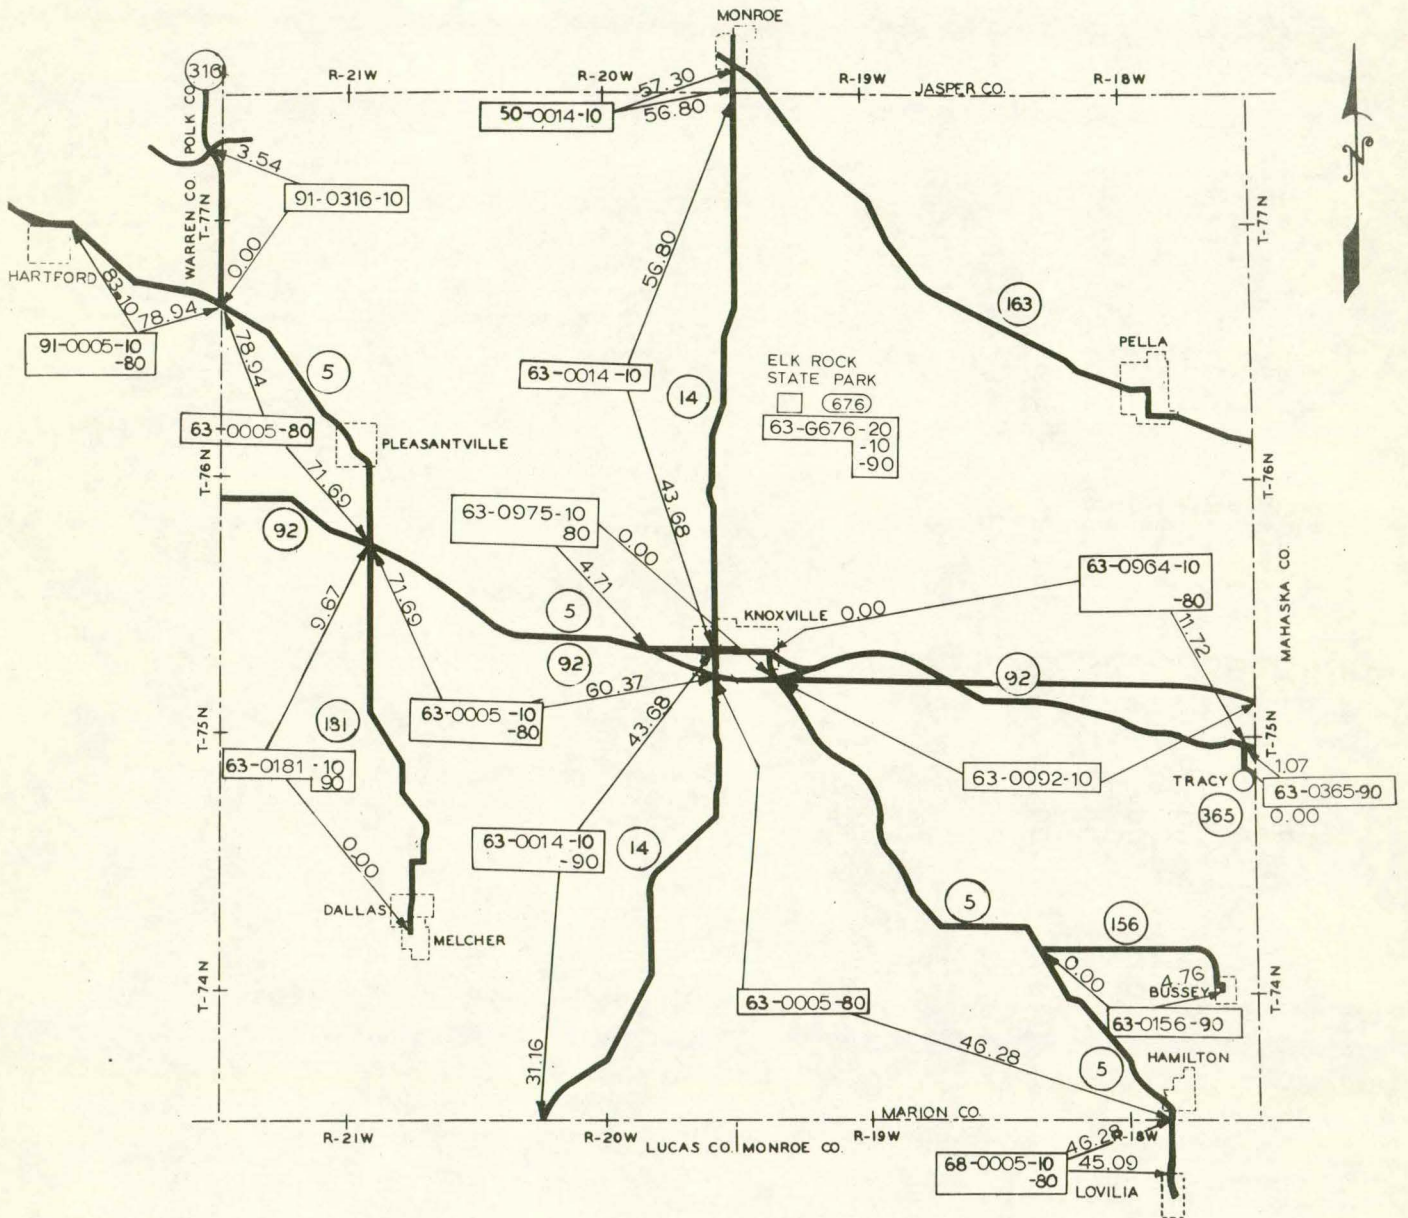 MONROE
316
R-21W
R-20W
57.30
56.80
R-19W
R-18W
JASPER CO.
50-0014-10
POLK CO.
WARREN CO.
3.54
91-0316-10
T-77N
T-77N
0.00
HARTFORD
83.10
78.94
91-0005-10
-80
78.94
5
56.80
163
PELLA
63-0014-10
14
ELK ROCK
STATE PARK
676
63-G676-20
-10
-90
63-0005-80
PLEASANTVILLE
71.69
T-76N
T-76N
92
63-0975-10
80
43.68
0.00
4.71
63-0964-10
-80
MAHASKA CO.
9.67
71.69
5
KNOXVILLE
0.00
11.72
92
60.37
92
63-0005-10
-80
43.68
181
T-75N
T-75N
63-0181-10
90
63-0092-10
TRACY
1.07
63-0365-90
0.00
365
63-0014-10
-90
14
0.00
DALLAS
MELCHER
5
156
0.00
4.76
BUSSEY
T-74N
T-74N
63-0005-80
63-0156-90
31.16
46.28
5
HAMILTON
MARION CO.
R-21W
R-20W
R-19W
R-18W
LUCAS CO.
MONROE CO.
46.28
68-0005-10
-80
45.09
LOVILIA